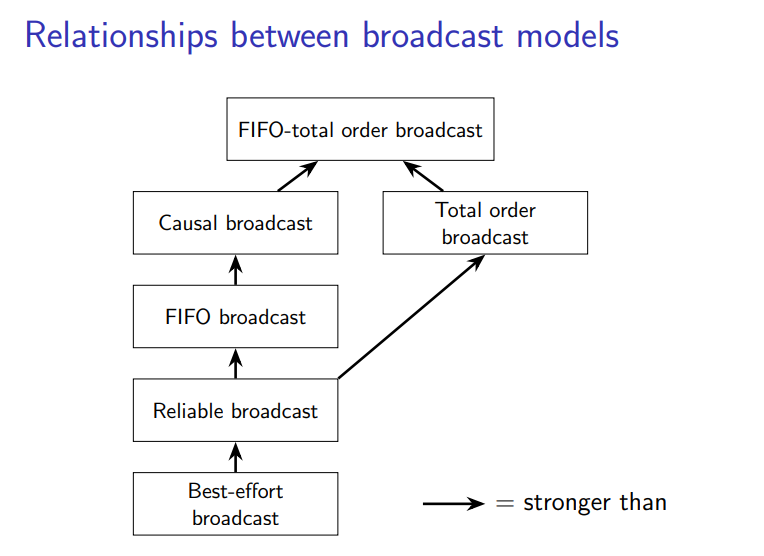 Relationships between broadcast models
FIFO-total order broadcast
Causal broadcast
Total order
broadcast
FIFO broadcast
Reliable broadcast
Best-effort
broadcast
= stronger than